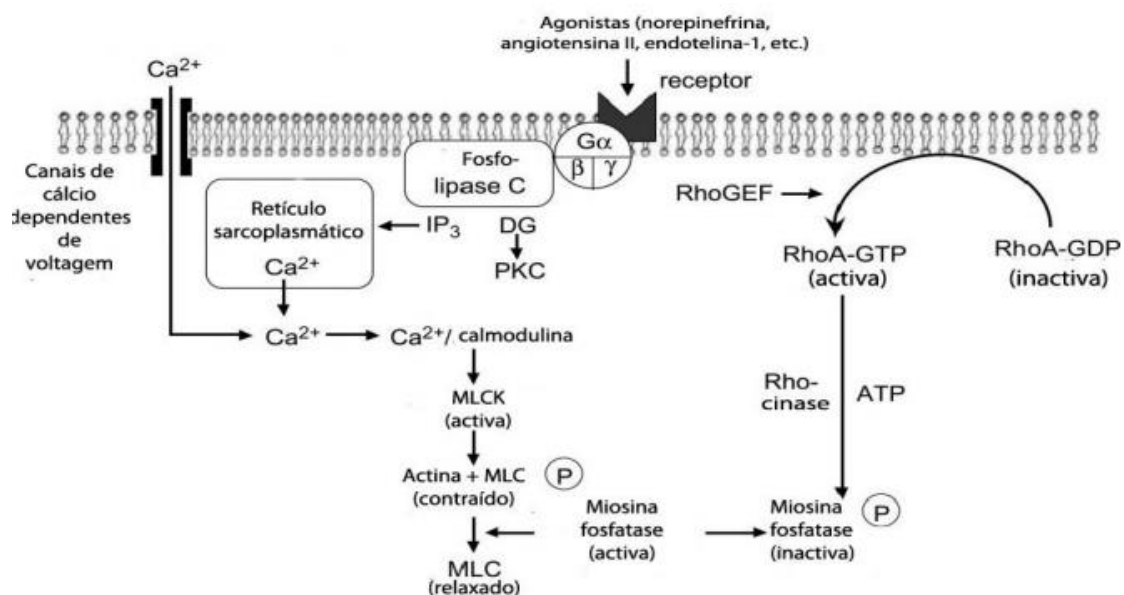 Agonistas (norepinefrina,
angiotensina II, endotelina-1, etc.)
Ca²⁺
receptor
Gα
β γ
Fosfo-
lipase C
Canais de
cálcio
dependentes
de
voltagem
Retículo
sarcoplasmático
Ca²⁺
IP₃
DG
PKC
RhoGEF
RhoA-GTP
(activa)
RhoA-GDP
(inactiva)
Ca²⁺
Ca²⁺/ calmodulina
MLCK
(activa)
Rho-
cinase
ATP
Actina + MLC
(contraído)
P
Miosina
fosfatase
(activa)
Miosina
fosfatase
(inactiva)
P
MLC
(relaxado)